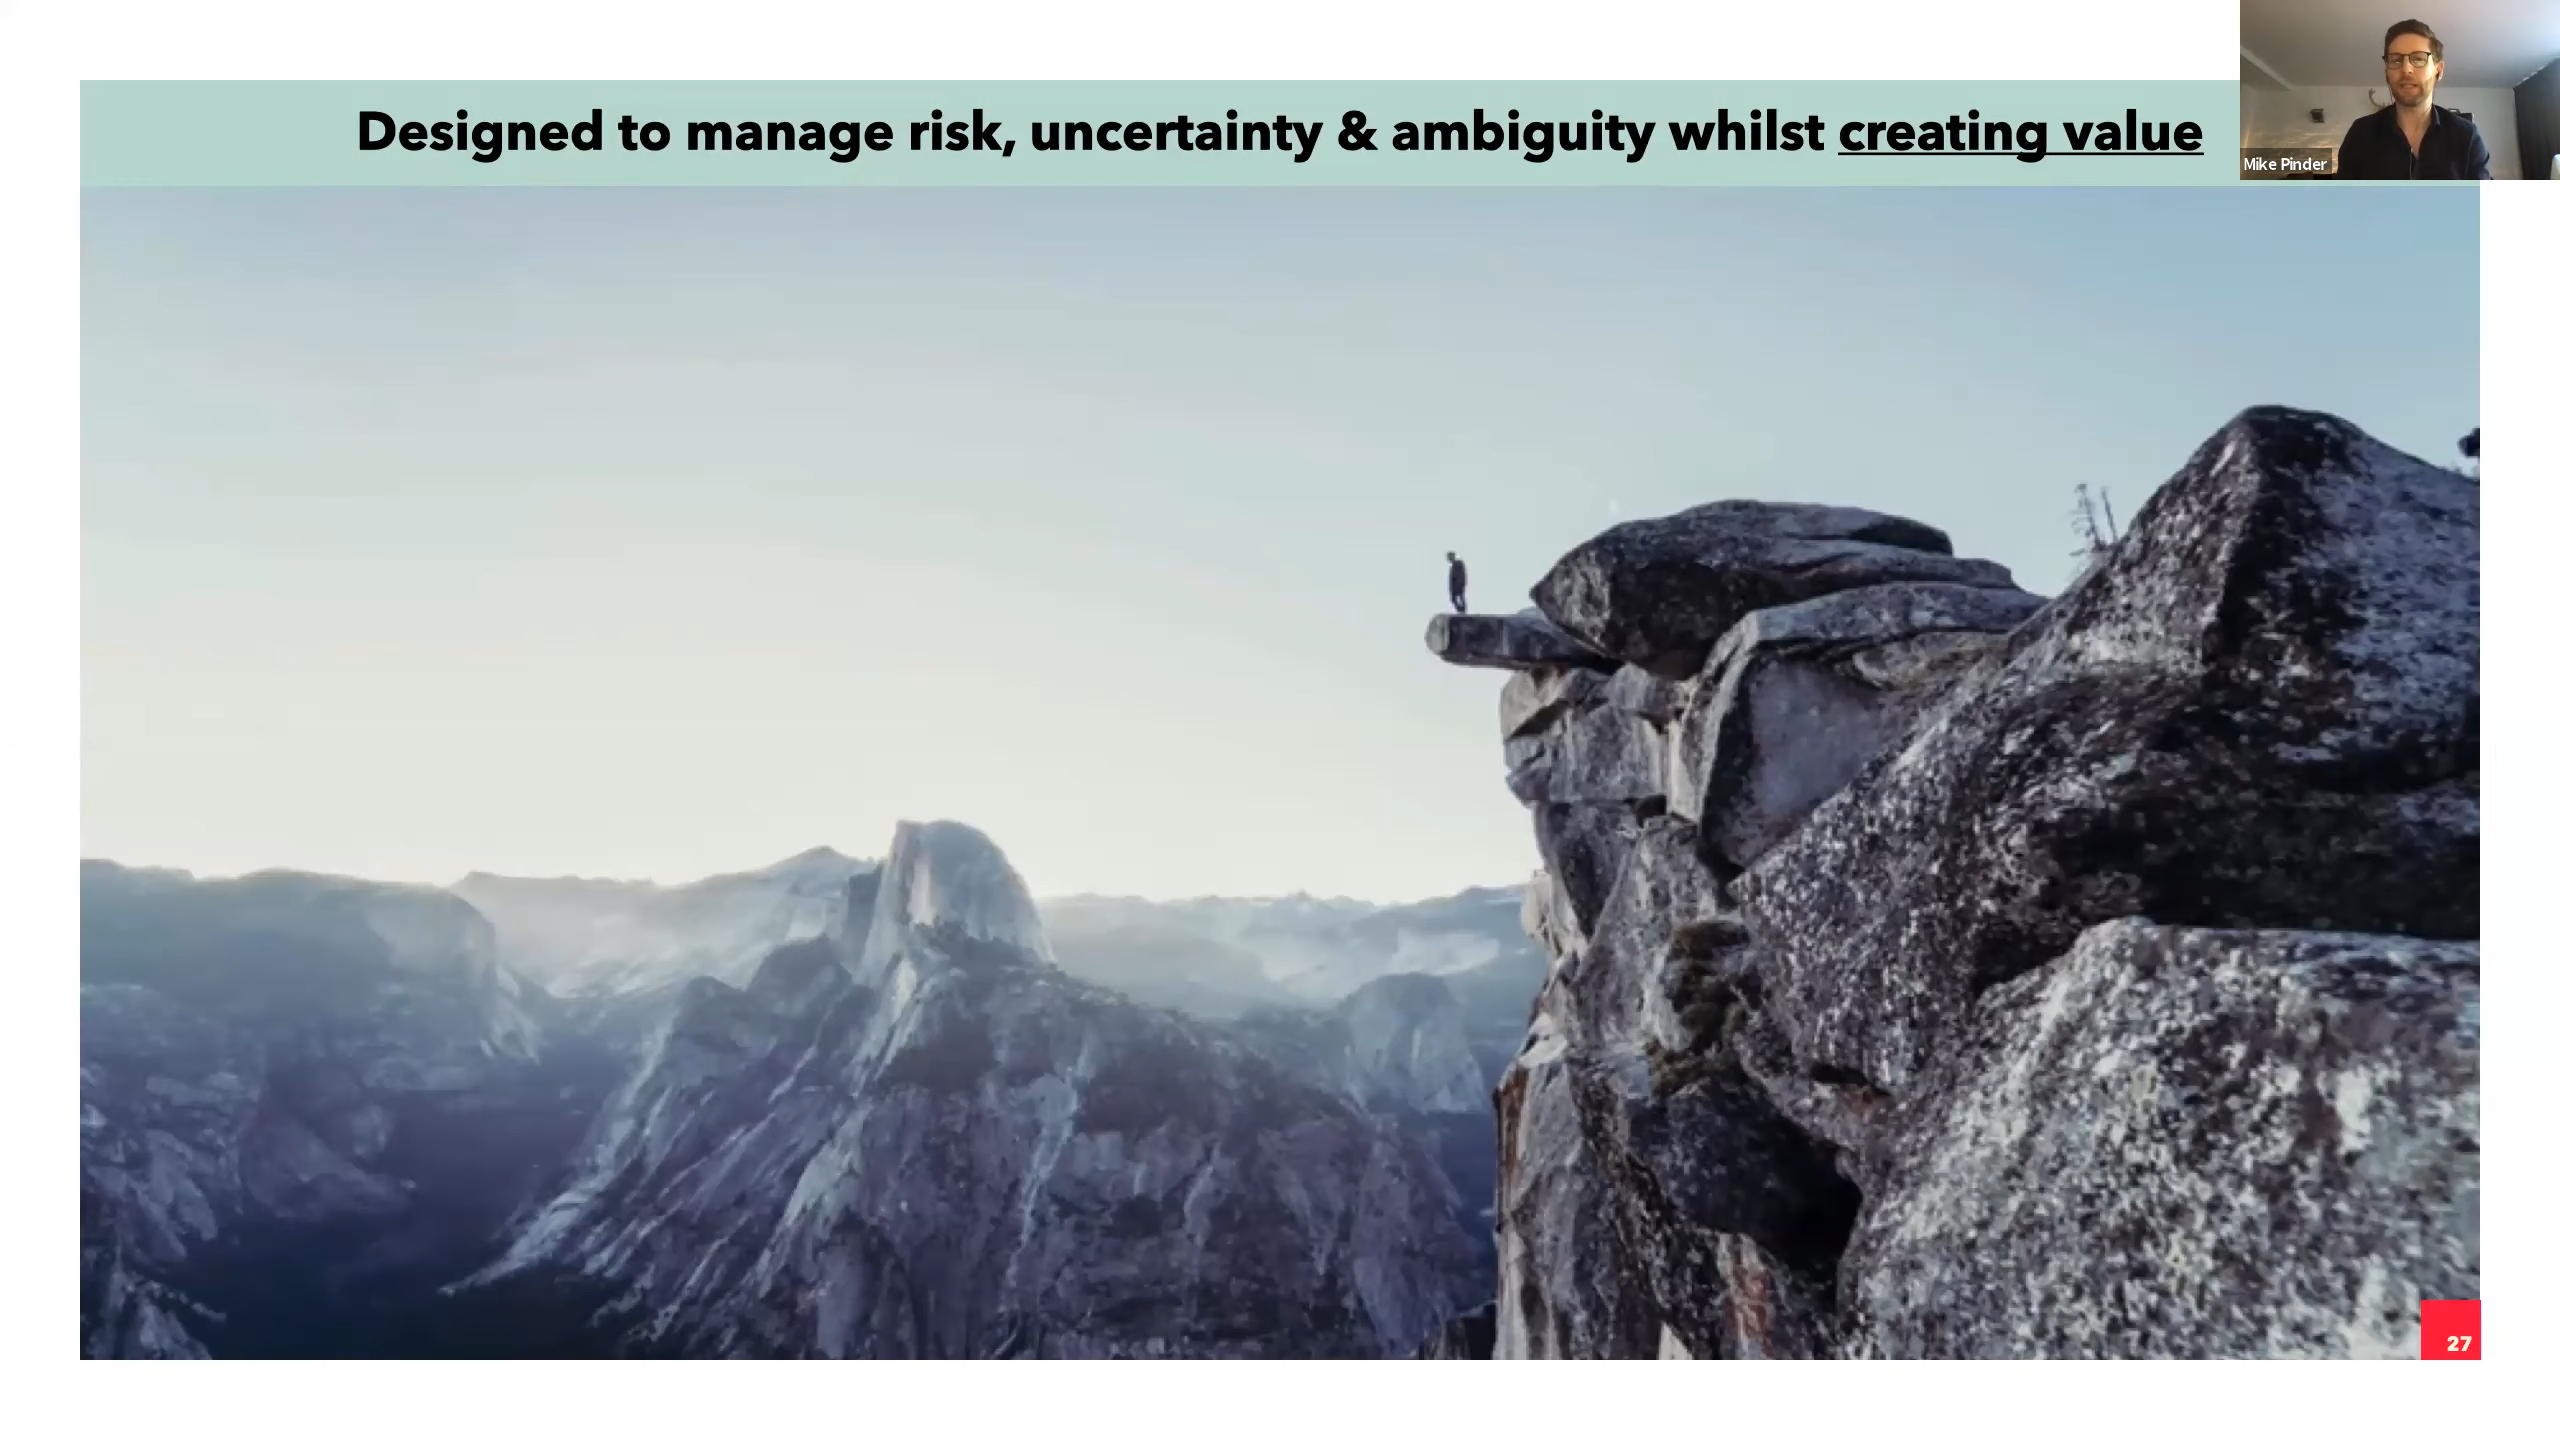 Designed to manage risk, uncertainty & ambiguity whilst creating value
Mike Pinder
27